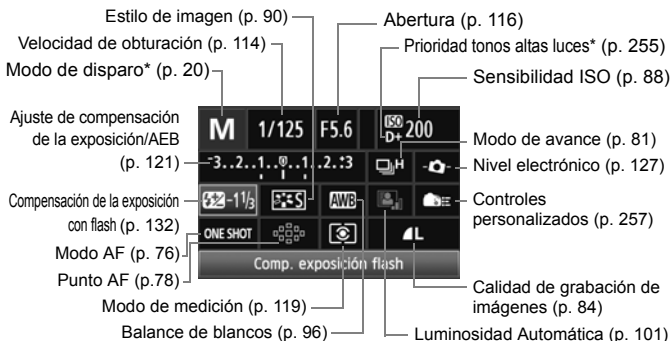 Estilo de imagen (p. 90)
Abertura (p. 116)
Velocidad de obturación (p. 114)
Prioridad tonos altas luces* (p. 255)
Modo de disparo* (p. 20)
Sensibilidad ISO (p. 88)
Ajuste de compensación
de la exposición/AEB
(p. 121)
M 1/125 F5.6 ISO D+ 200
Modo de avance (p. 81)
-3..2..1..0..1..2.:3 H
Nivel electrónico (p. 127)
Compensación de la exposición
con flash (p. 132)
-1 1/3 S AWB
Controles
personalizados (p. 257)
Modo AF (p. 76)
ONE SHOT L
Punto AF (p.78)
Comp. exposición flash
Calidad de grabación de
imágenes (p. 84)
Modo de medición (p. 119)
Balance de blancos (p. 96)
Luminosidad Automática (p. 101)